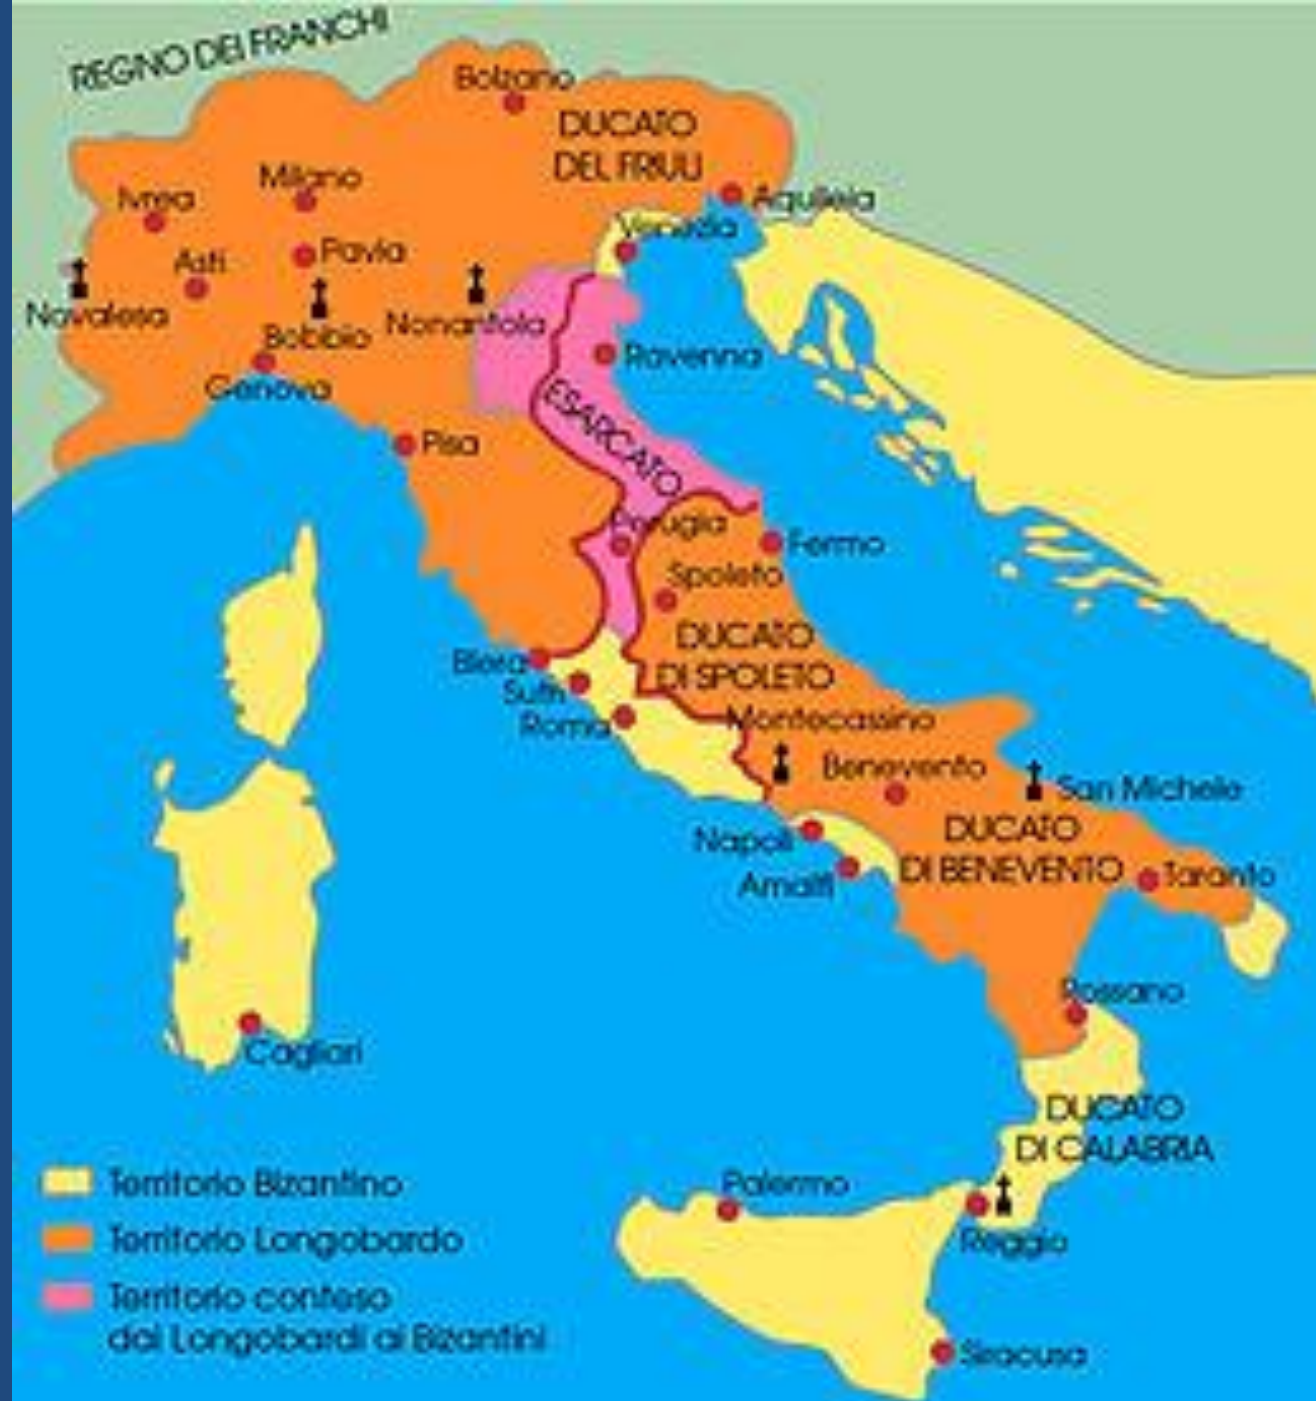 REGNO DEI FRANCHI
Bolzano
DUCATO
DEL FRIULI
Milano
Ivrea
Aquileia
Venezia
Pavia
Asti
Novalesa
Nonantola
Bobbio
Ravenna
Genova
ESARCATO
Pisa
Perugia
Fermo
Spoleto
DUCATO
DI SPOLETO
Blera
Sutri
Roma
Montecassino
Benevento
San Michele
DUCATO
DI BENEVENTO
Napoli
Amalfi
Taranto
Rossano
Cagliari
DUCATO
DI CALABRIA
Palermo
Reggio
Siracusa
Territorio Bizantino
Territorio Longobardo
Territorio conteso
dai Longobardi ai Bizantini